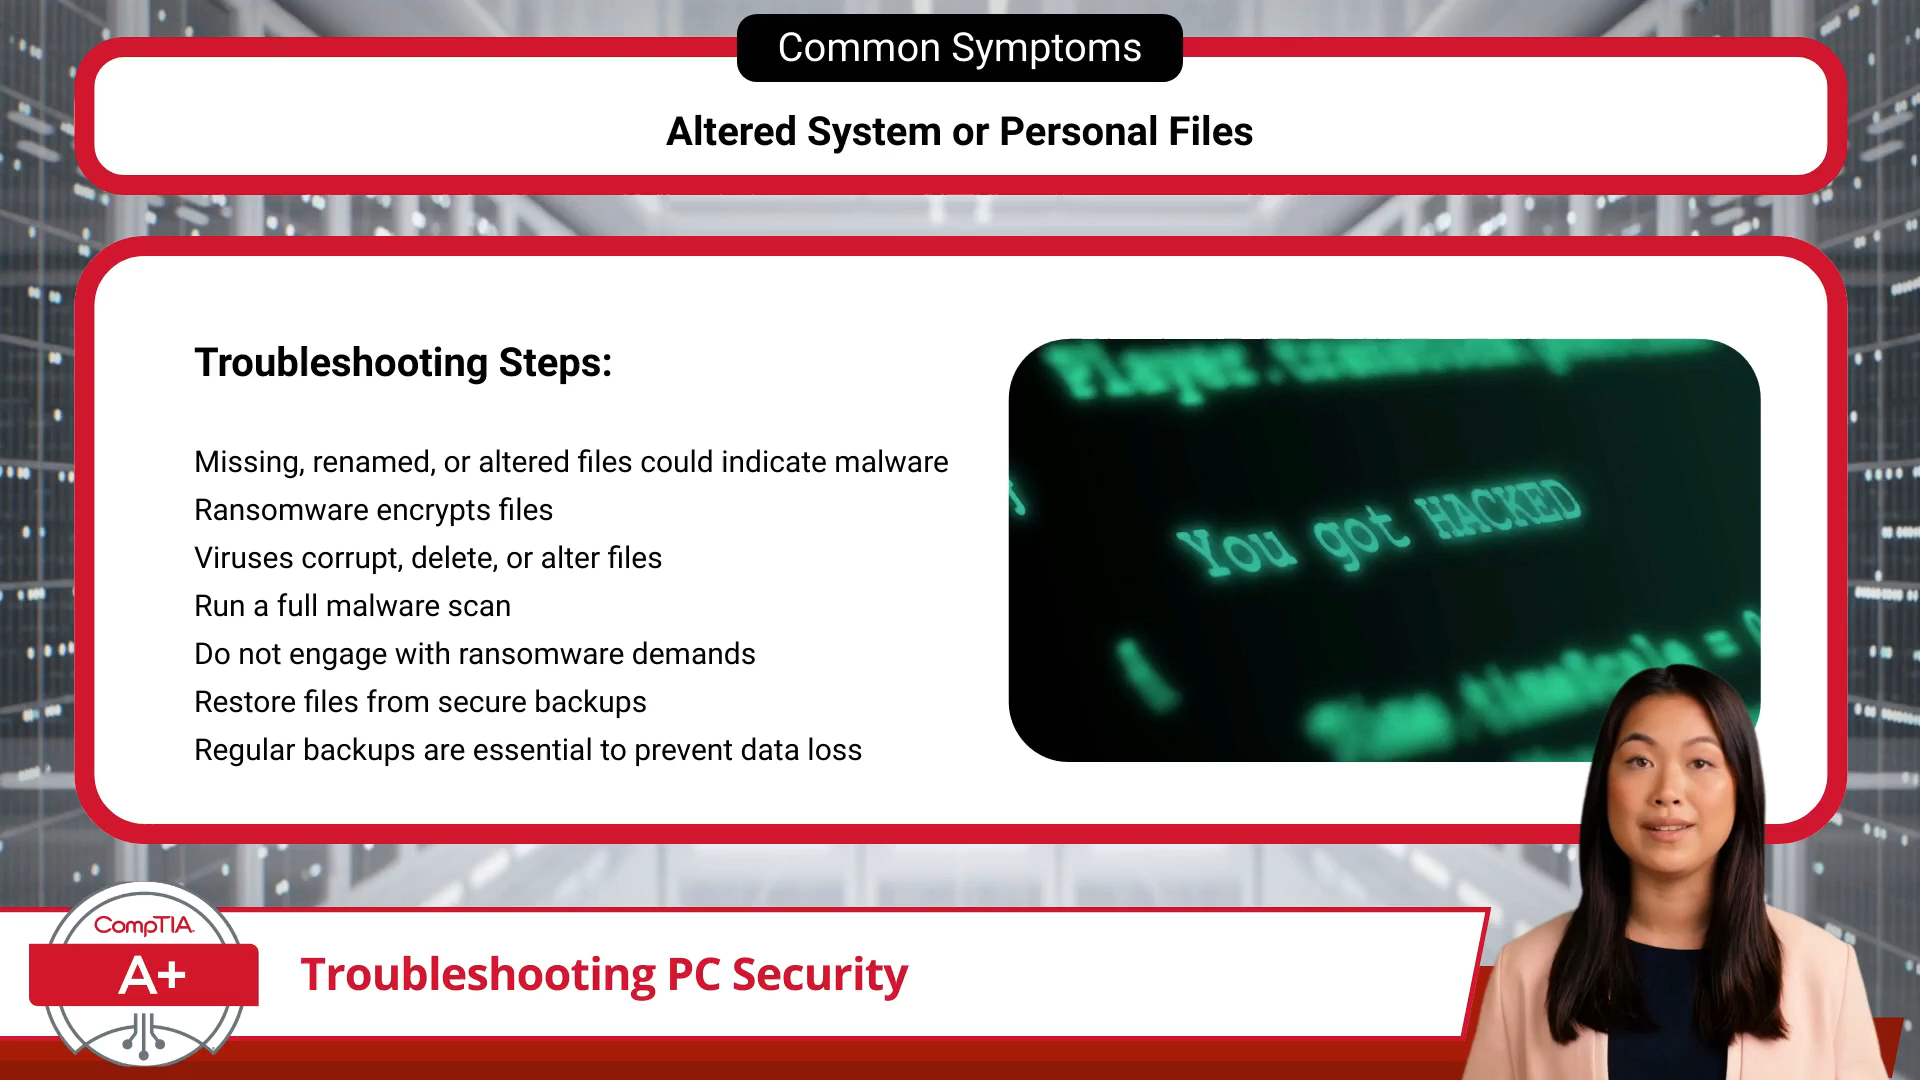 Common Symptoms
Altered System or Personal Files
Troubleshooting Steps:
Missing, renamed, or altered files could indicate malware
Ransomware encrypts files
Viruses corrupt, delete, or alter files
Run a full malware scan
Do not engage with ransomware demands
Restore files from secure backups
Regular backups are essential to prevent data loss
You got HACKED
CompTIA.
A+
Troubleshooting PC Security